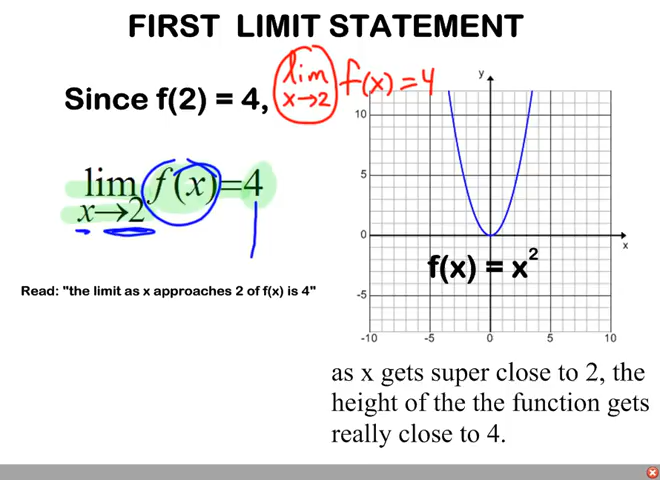 FIRST LIMIT STATEMENT
Since f(2) = 4, lim x→2 f(x) = 4
lim f(x)=4
x→2
Read: "the limit as x approaches 2 of f(x) is 4"
y
10
5
0
-5
x
-10 -5 0 5 10
f(x) = x²
as x gets super close to 2, the
height of the the function gets
really close to 4.